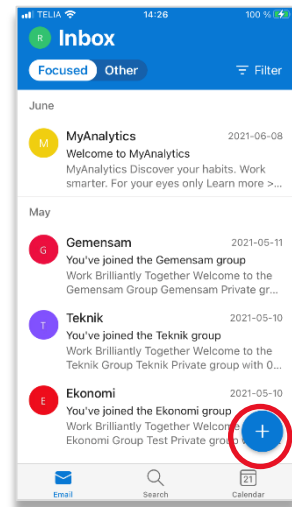 TELIA 14:26 100 %
R Inbox
Focused Other Filter
June
M MyAnalytics 2021-06-08
Welcome to MyAnalytics
MyAnalytics Discover your habits. Work
smarter. For your eyes only Learn more >...
May
G Gemensam 2021-05-11
You've joined the Gemensam group
Work Brilliantly Together Welcome to the
Gemensam Group Gemensam Private gr...
T Teknik 2021-05-10
You've joined the Teknik group
Work Brilliantly Together Welcome to the
Teknik Group Teknik Private group with 0...
E Ekonomi 2021-05-10
You've joined the Ekonomi group
Work Brilliantly Together Welcome
Ekonomi Group Test Private group
+
21
Email Search Calendar